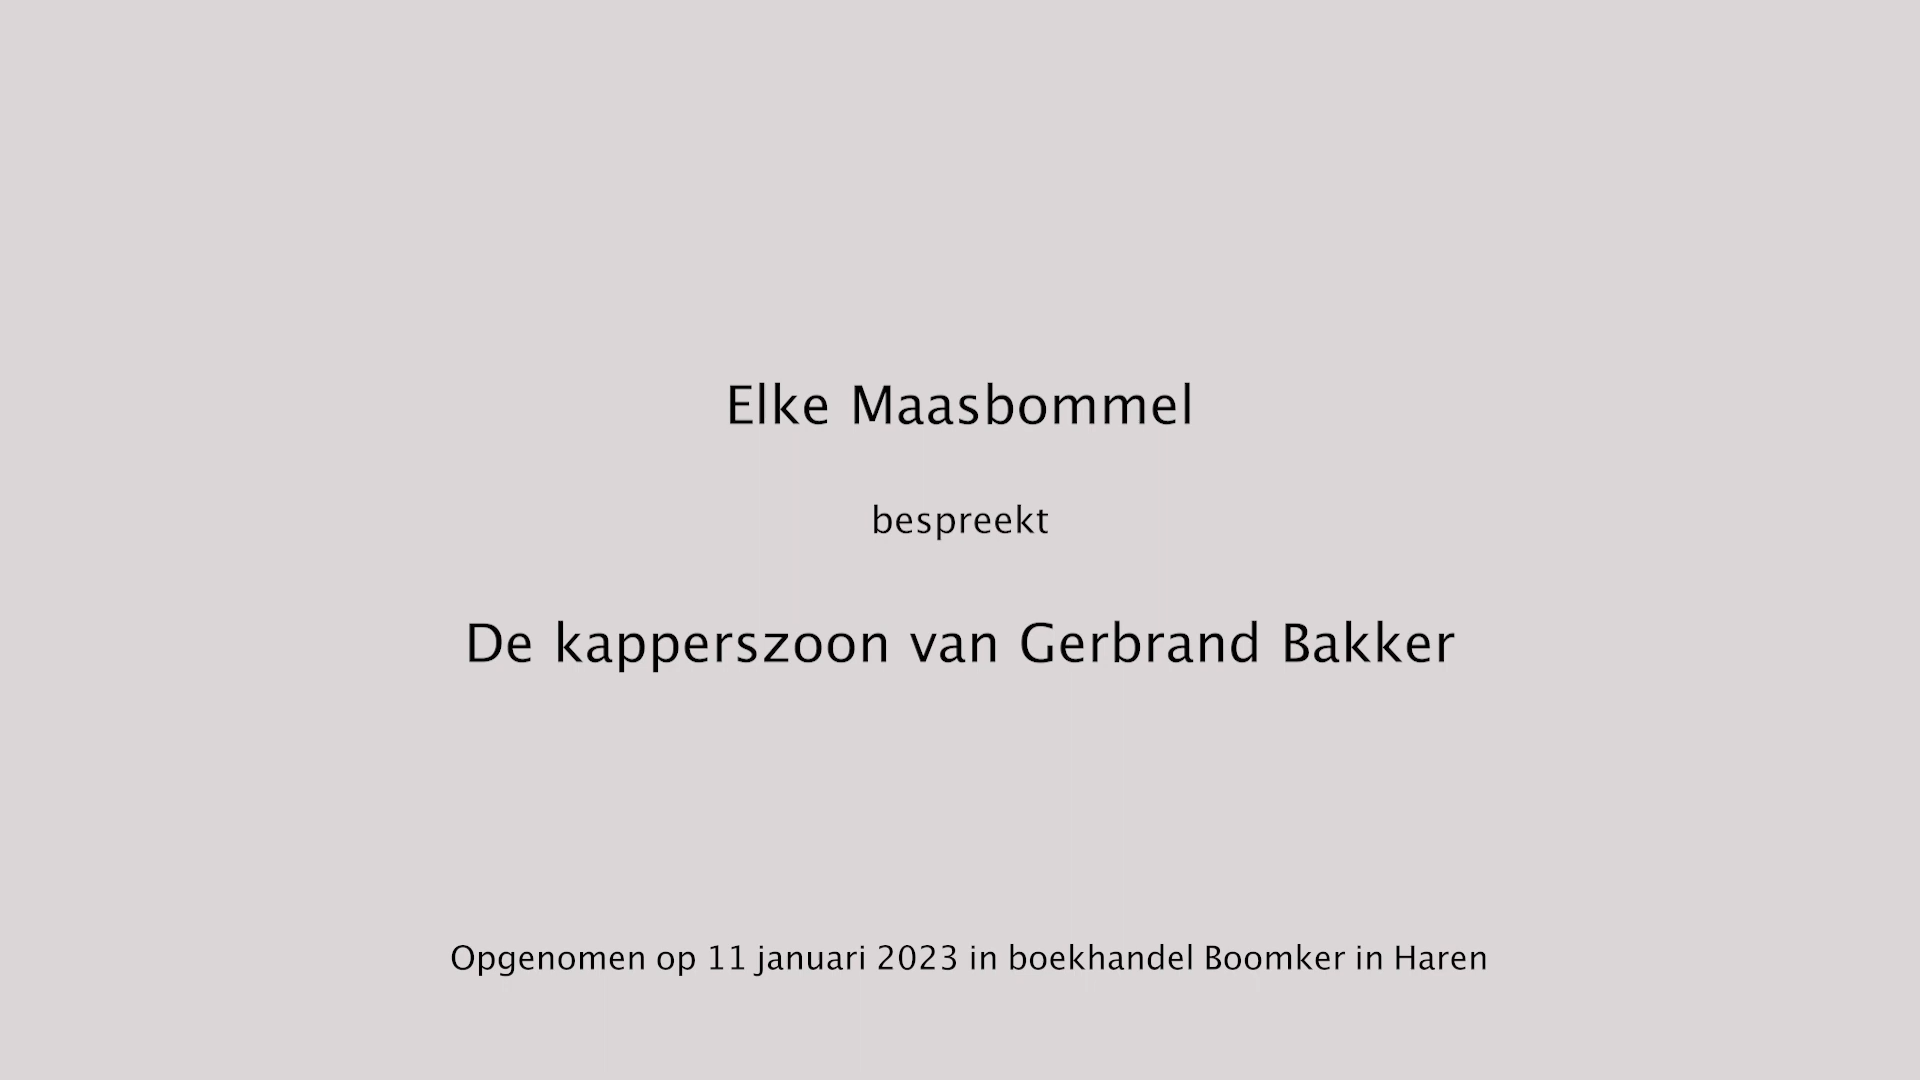 Elke Maasbommel
bespreekt
De kapperszoon van Gerbrand Bakker
Opgenomen op 11 januari 2023 in boekhandel Boomker in Haren